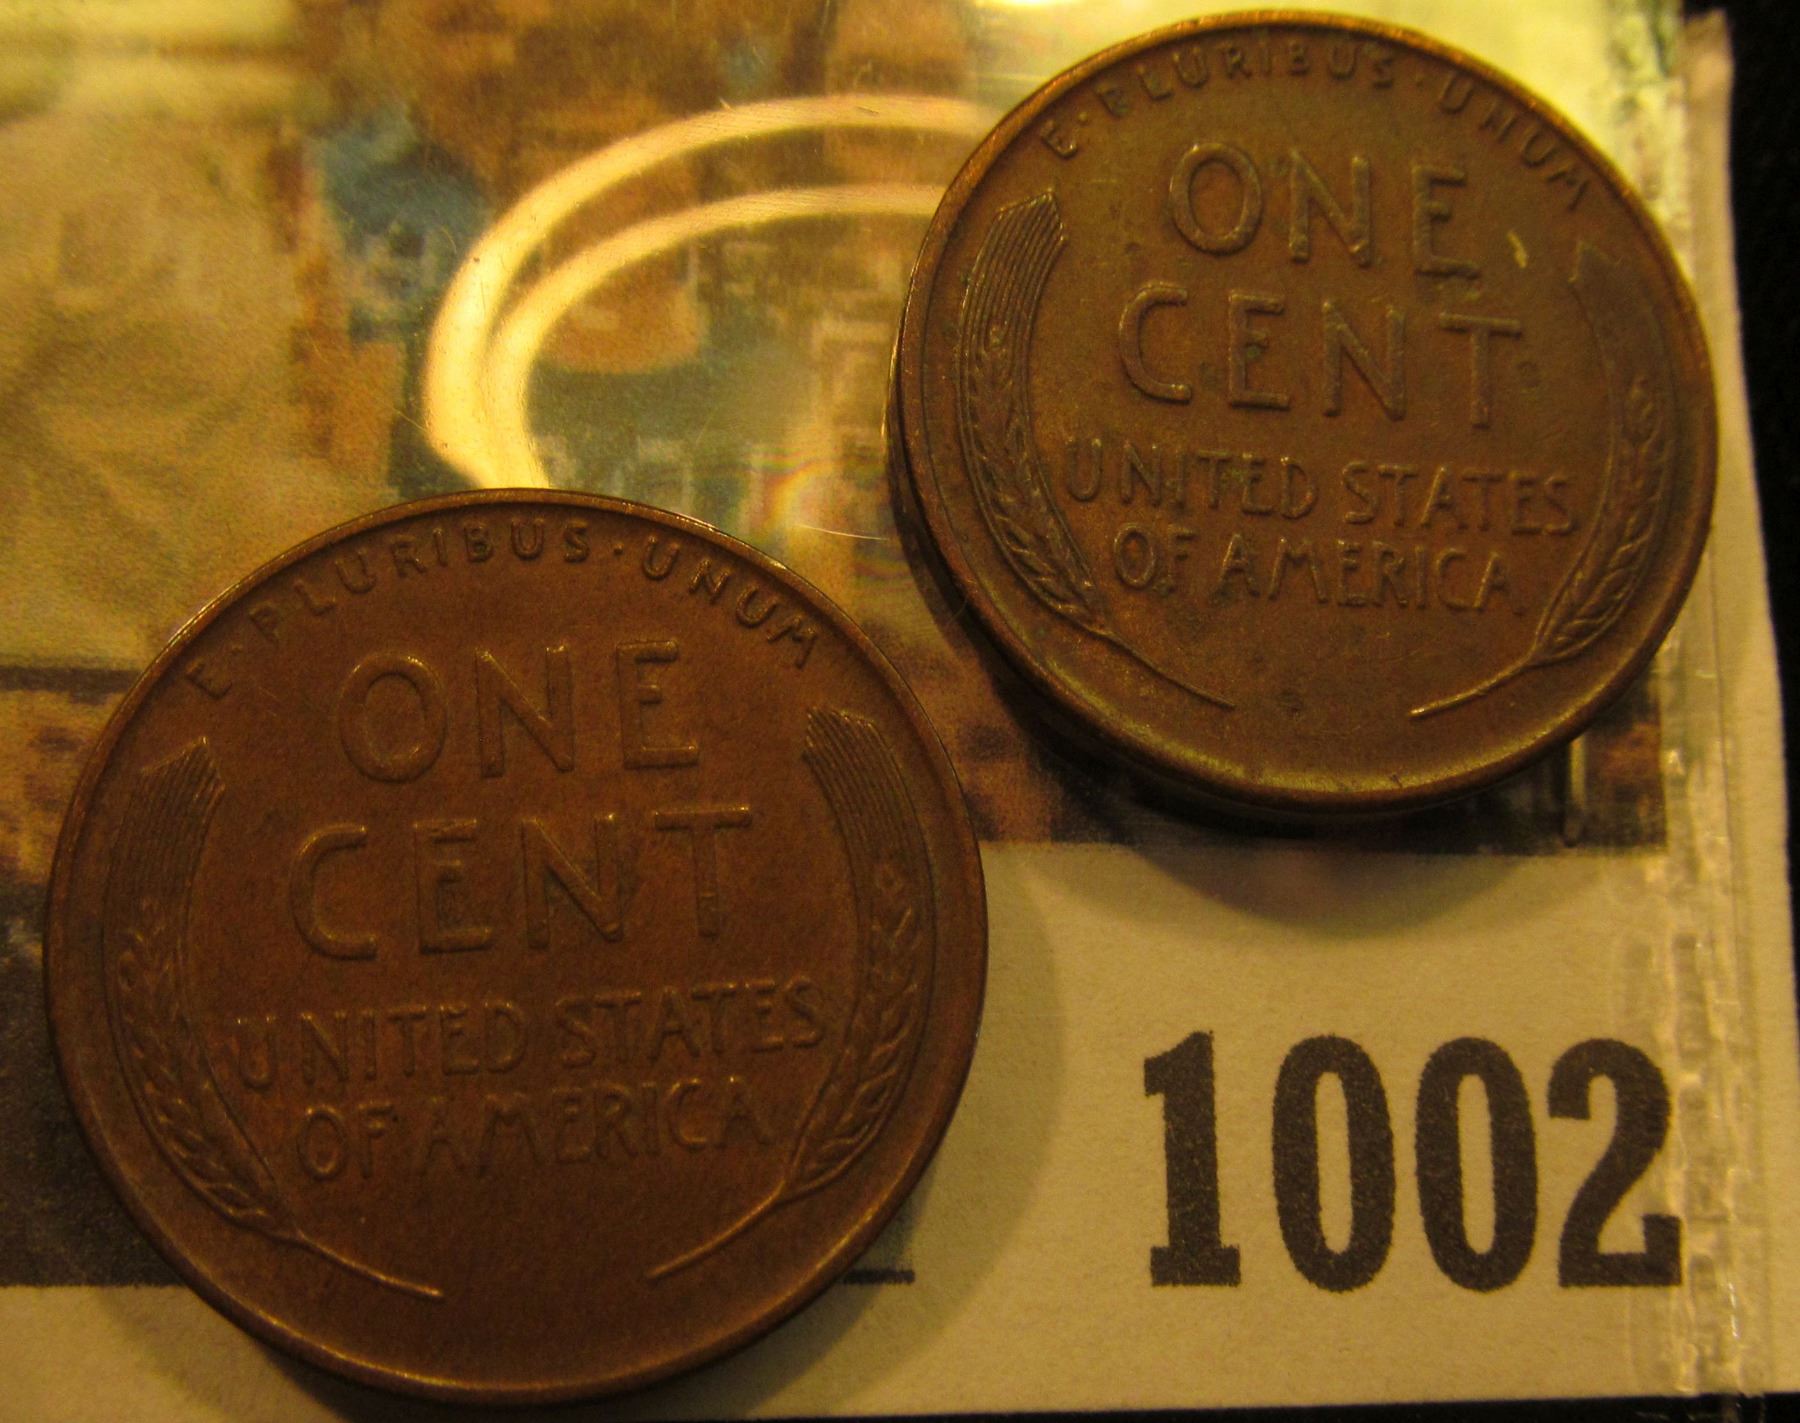 E·PLURIBUS·UNUM
ONE
CENT
UNITED STATES
OF AMERICA
E·PLURIBUS·UNUM
ONE
CENT
UNITED STATES
OF AMERICA
1002